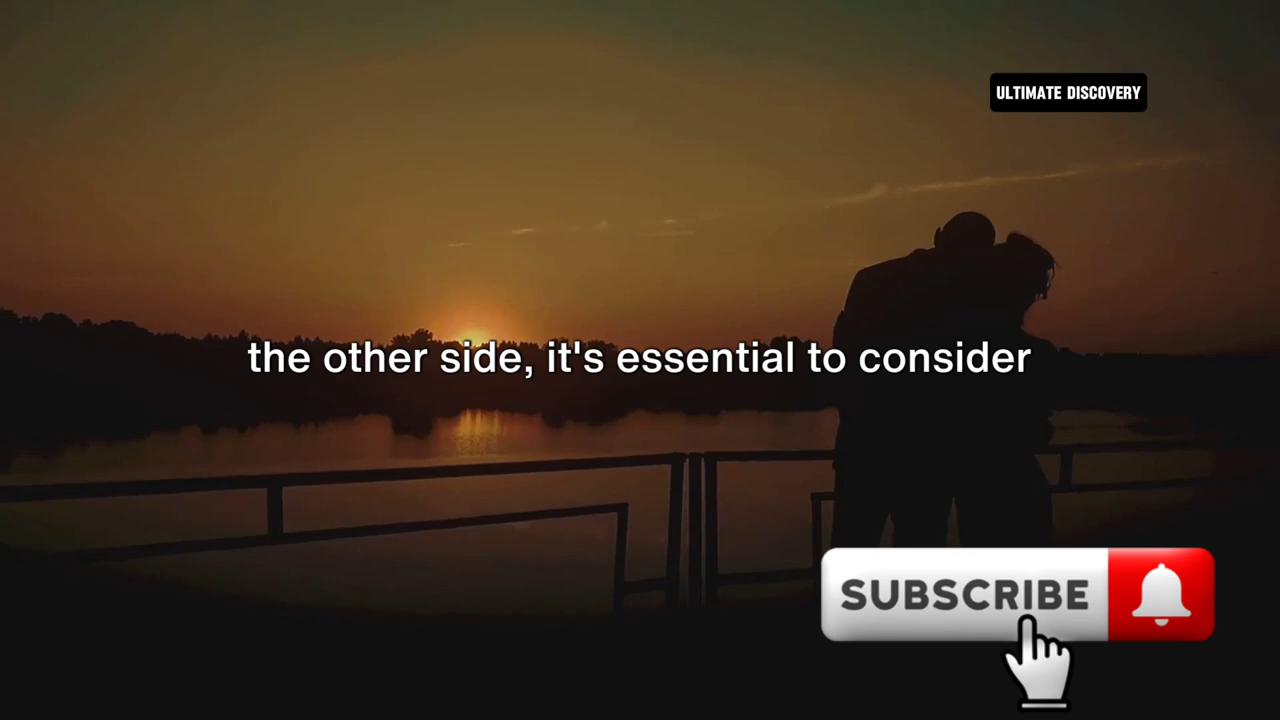 ULTIMATE DISCOVERY
the other side, it's essential to consider
SUBSCRIBE